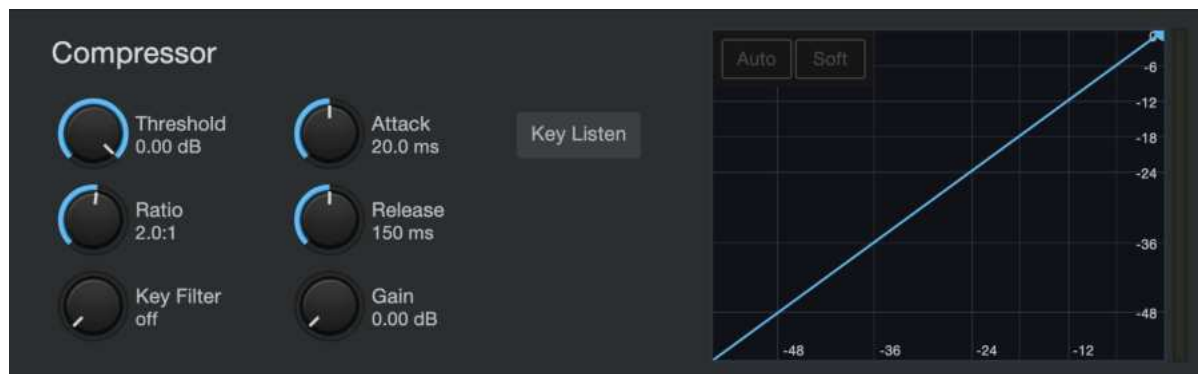 Compressor
Threshold
0.00 dB
Attack
20.0 ms
Key Listen
Ratio
2.0:1
Release
150 ms
Key Filter
off
Gain
0.00 dB
Auto
Soft
0
-6
-12
-18
-24
-36
-48
-48
-36
-24
-12